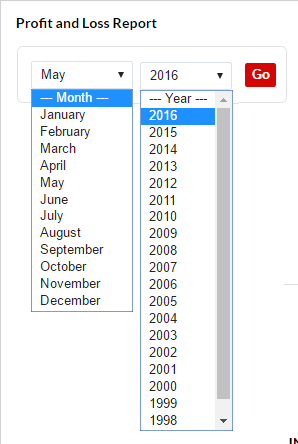 Profit and Loss Report
May
2016
Go
--- Month ---
January
February
March
April
May
June
July
August
September
October
November
December
--- Year ---
2016
2015
2014
2013
2012
2011
2010
2009
2008
2007
2006
2005
2004
2003
2002
2001
2000
1999
1998
IN